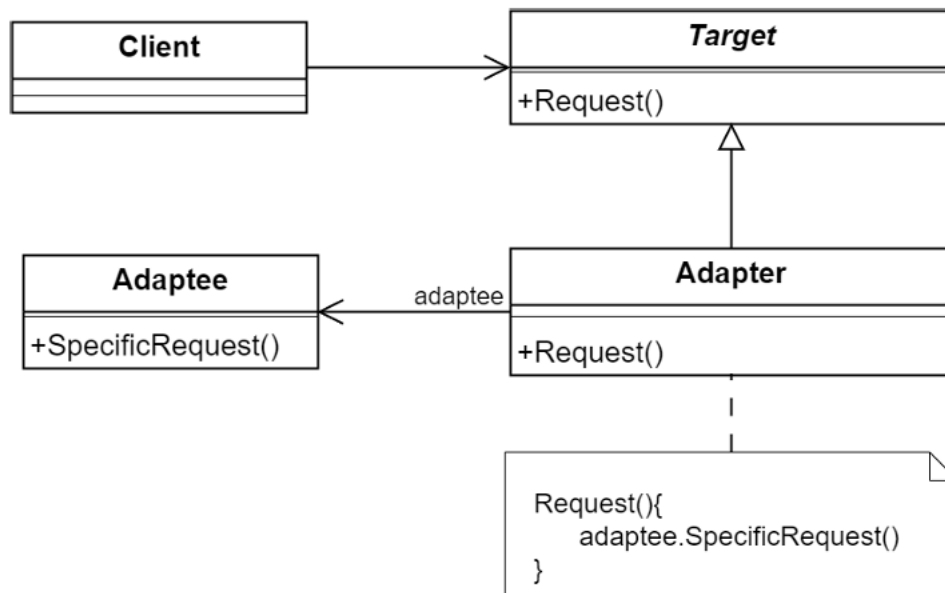 Client
Target
+Request()
Adaptee
+SpecificRequest()
adaptee
Adapter
+Request()
Request(){
adaptee.SpecificRequest()
}